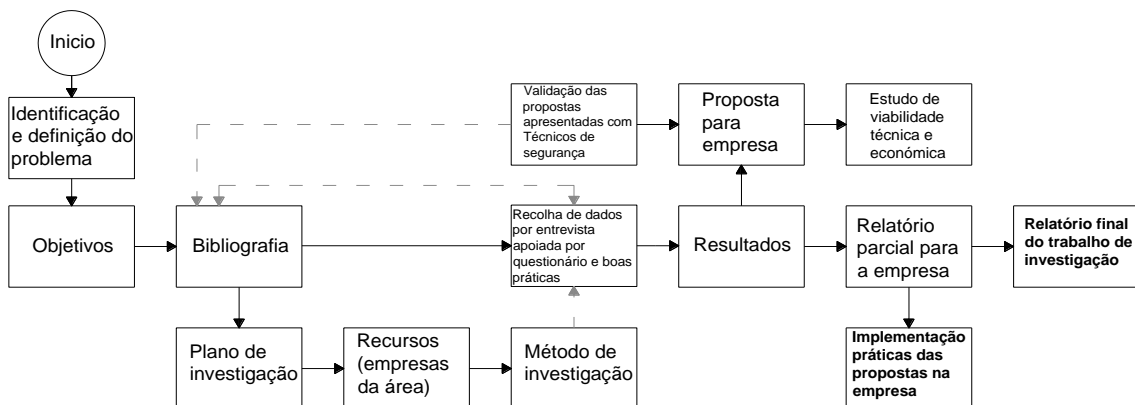 Inicio
Identificação
e definição do
problema
Validação das
propostas
apresentadas com
Técnicos de
segurança
Proposta
para
empresa
Estudo de
viabilidade
técnica e
económica
Objetivos
Bibliografia
Recolha de dados
por entrevista
apoiada por
questionário e boas
práticas
Resultados
Relatório
parcial para
a empresa
Relatório final
do trabalho de
investigação
Plano de
investigação
Recursos
(empresas
da área)
Método de
investigação
Implementação
práticas das
propostas na
empresa